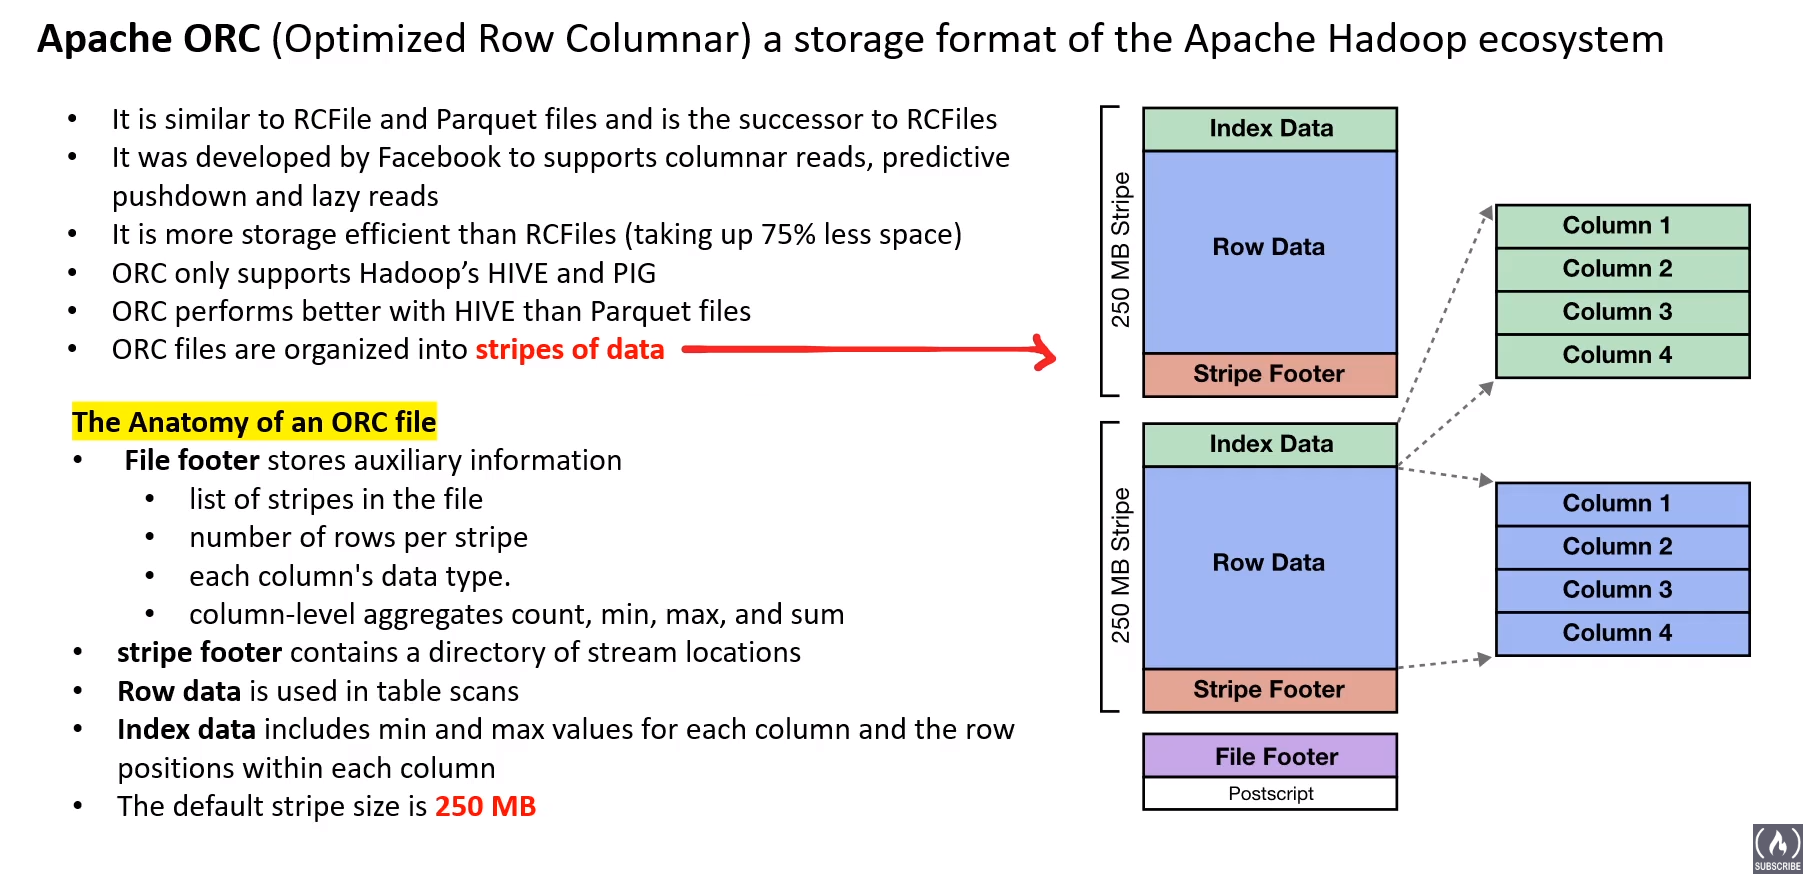 Apache ORC (Optimized Row Columnar) a storage format of the Apache Hadoop ecosystem
• It is similar to RCFile and Parquet files and is the successor to RCFiles
• It was developed by Facebook to supports columnar reads, predictive
pushdown and lazy reads
• It is more storage efficient than RCFiles (taking up 75% less space)
• ORC only supports Hadoop’s HIVE and PIG
• ORC performs better with HIVE than Parquet files
• ORC files are organized into stripes of data
The Anatomy of an ORC file
• File footer stores auxiliary information
• list of stripes in the file
• number of rows per stripe
• each column's data type.
• column-level aggregates count, min, max, and sum
• stripe footer contains a directory of stream locations
• Row data is used in table scans
• Index data includes min and max values for each column and the row
positions within each column
• The default stripe size is 250 MB
250 MB Stripe
Index Data
Row Data
Stripe Footer
250 MB Stripe
Index Data
Row Data
Stripe Footer
File Footer
Postscript
Column 1
Column 2
Column 3
Column 4
Column 1
Column 2
Column 3
Column 4
SUBSCRIBE